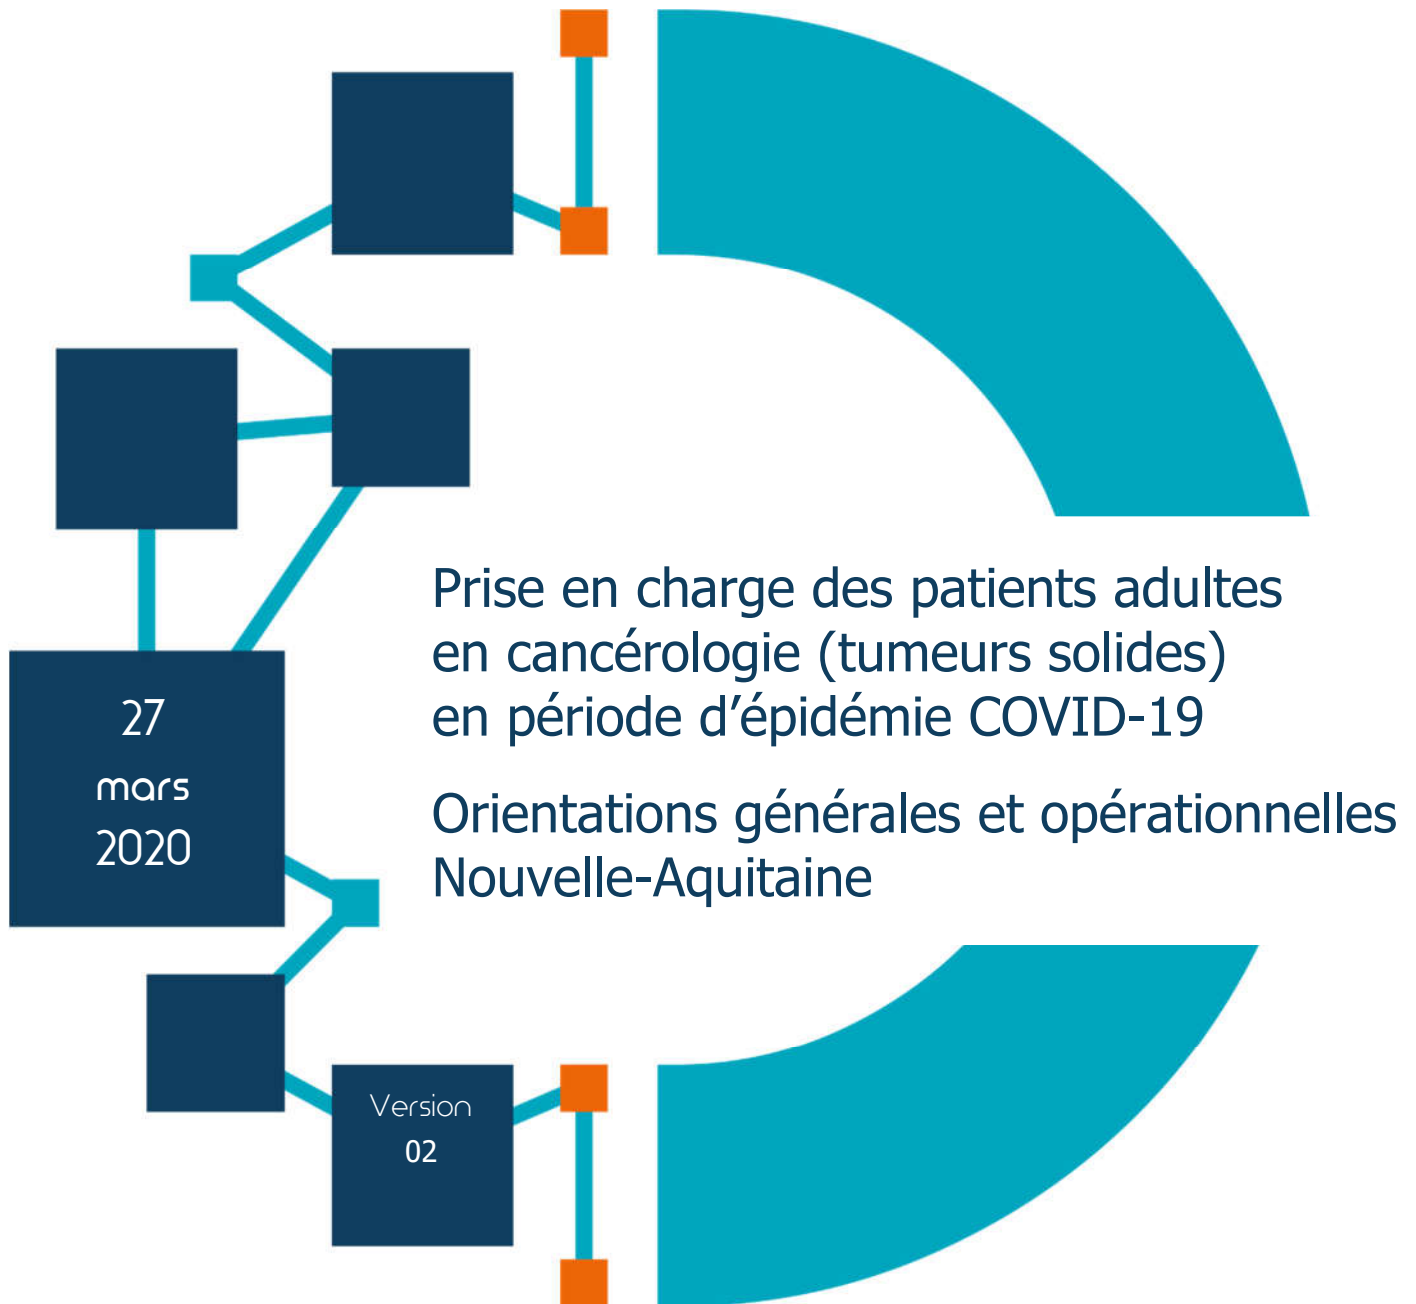 Prise en charge des patients adultes
en cancérologie (tumeurs solides)
en période d’épidémie COVID-19
Orientations générales et opérationnelles
Nouvelle-Aquitaine
27
mars
2020
Version
02